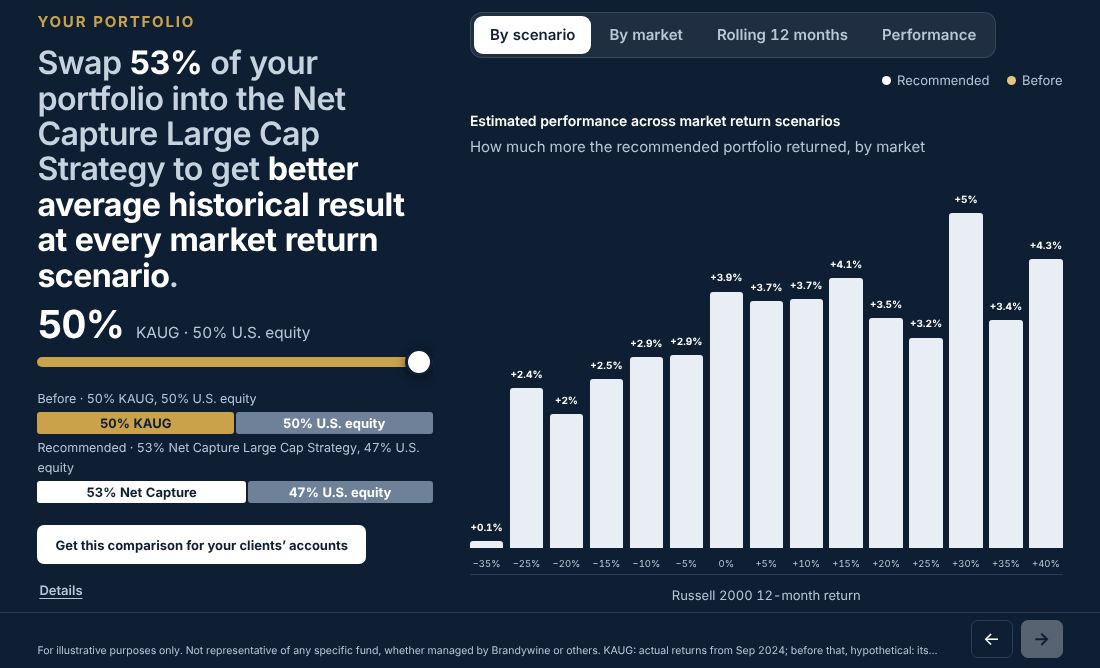 YOUR PORTFOLIO
Swap 53% of your
portfolio into the Net
Capture Large Cap
Strategy to get better
average historical result
at every market return
scenario.
50% KAUG · 50% U.S. equity
Before · 50% KAUG, 50% U.S. equity
50% KAUG 50% U.S. equity
Recommended · 53% Net Capture Large Cap Strategy, 47% U.S.
equity
53% Net Capture 47% U.S. equity
Get this comparison for your clients’ accounts
Details
By scenario By market Rolling 12 months Performance
Recommended Before
Estimated performance across market return scenarios
How much more the recommended portfolio returned, by market
+0.1% +2.4% +2% +2.5% +2.9% +2.9% +3.9% +3.7% +3.7% +4.1% +3.5% +3.2% +5% +3.4% +4.3%
−35% −25% −20% −15% −10% −5% 0% +5% +10% +15% +20% +25% +30% +35% +40%
Russell 2000 12-month return
For illustrative purposes only. Not representative of any specific fund, whether managed by Brandywine or others. KAUG: actual returns from Sep 2024; before that, hypothetical: its…